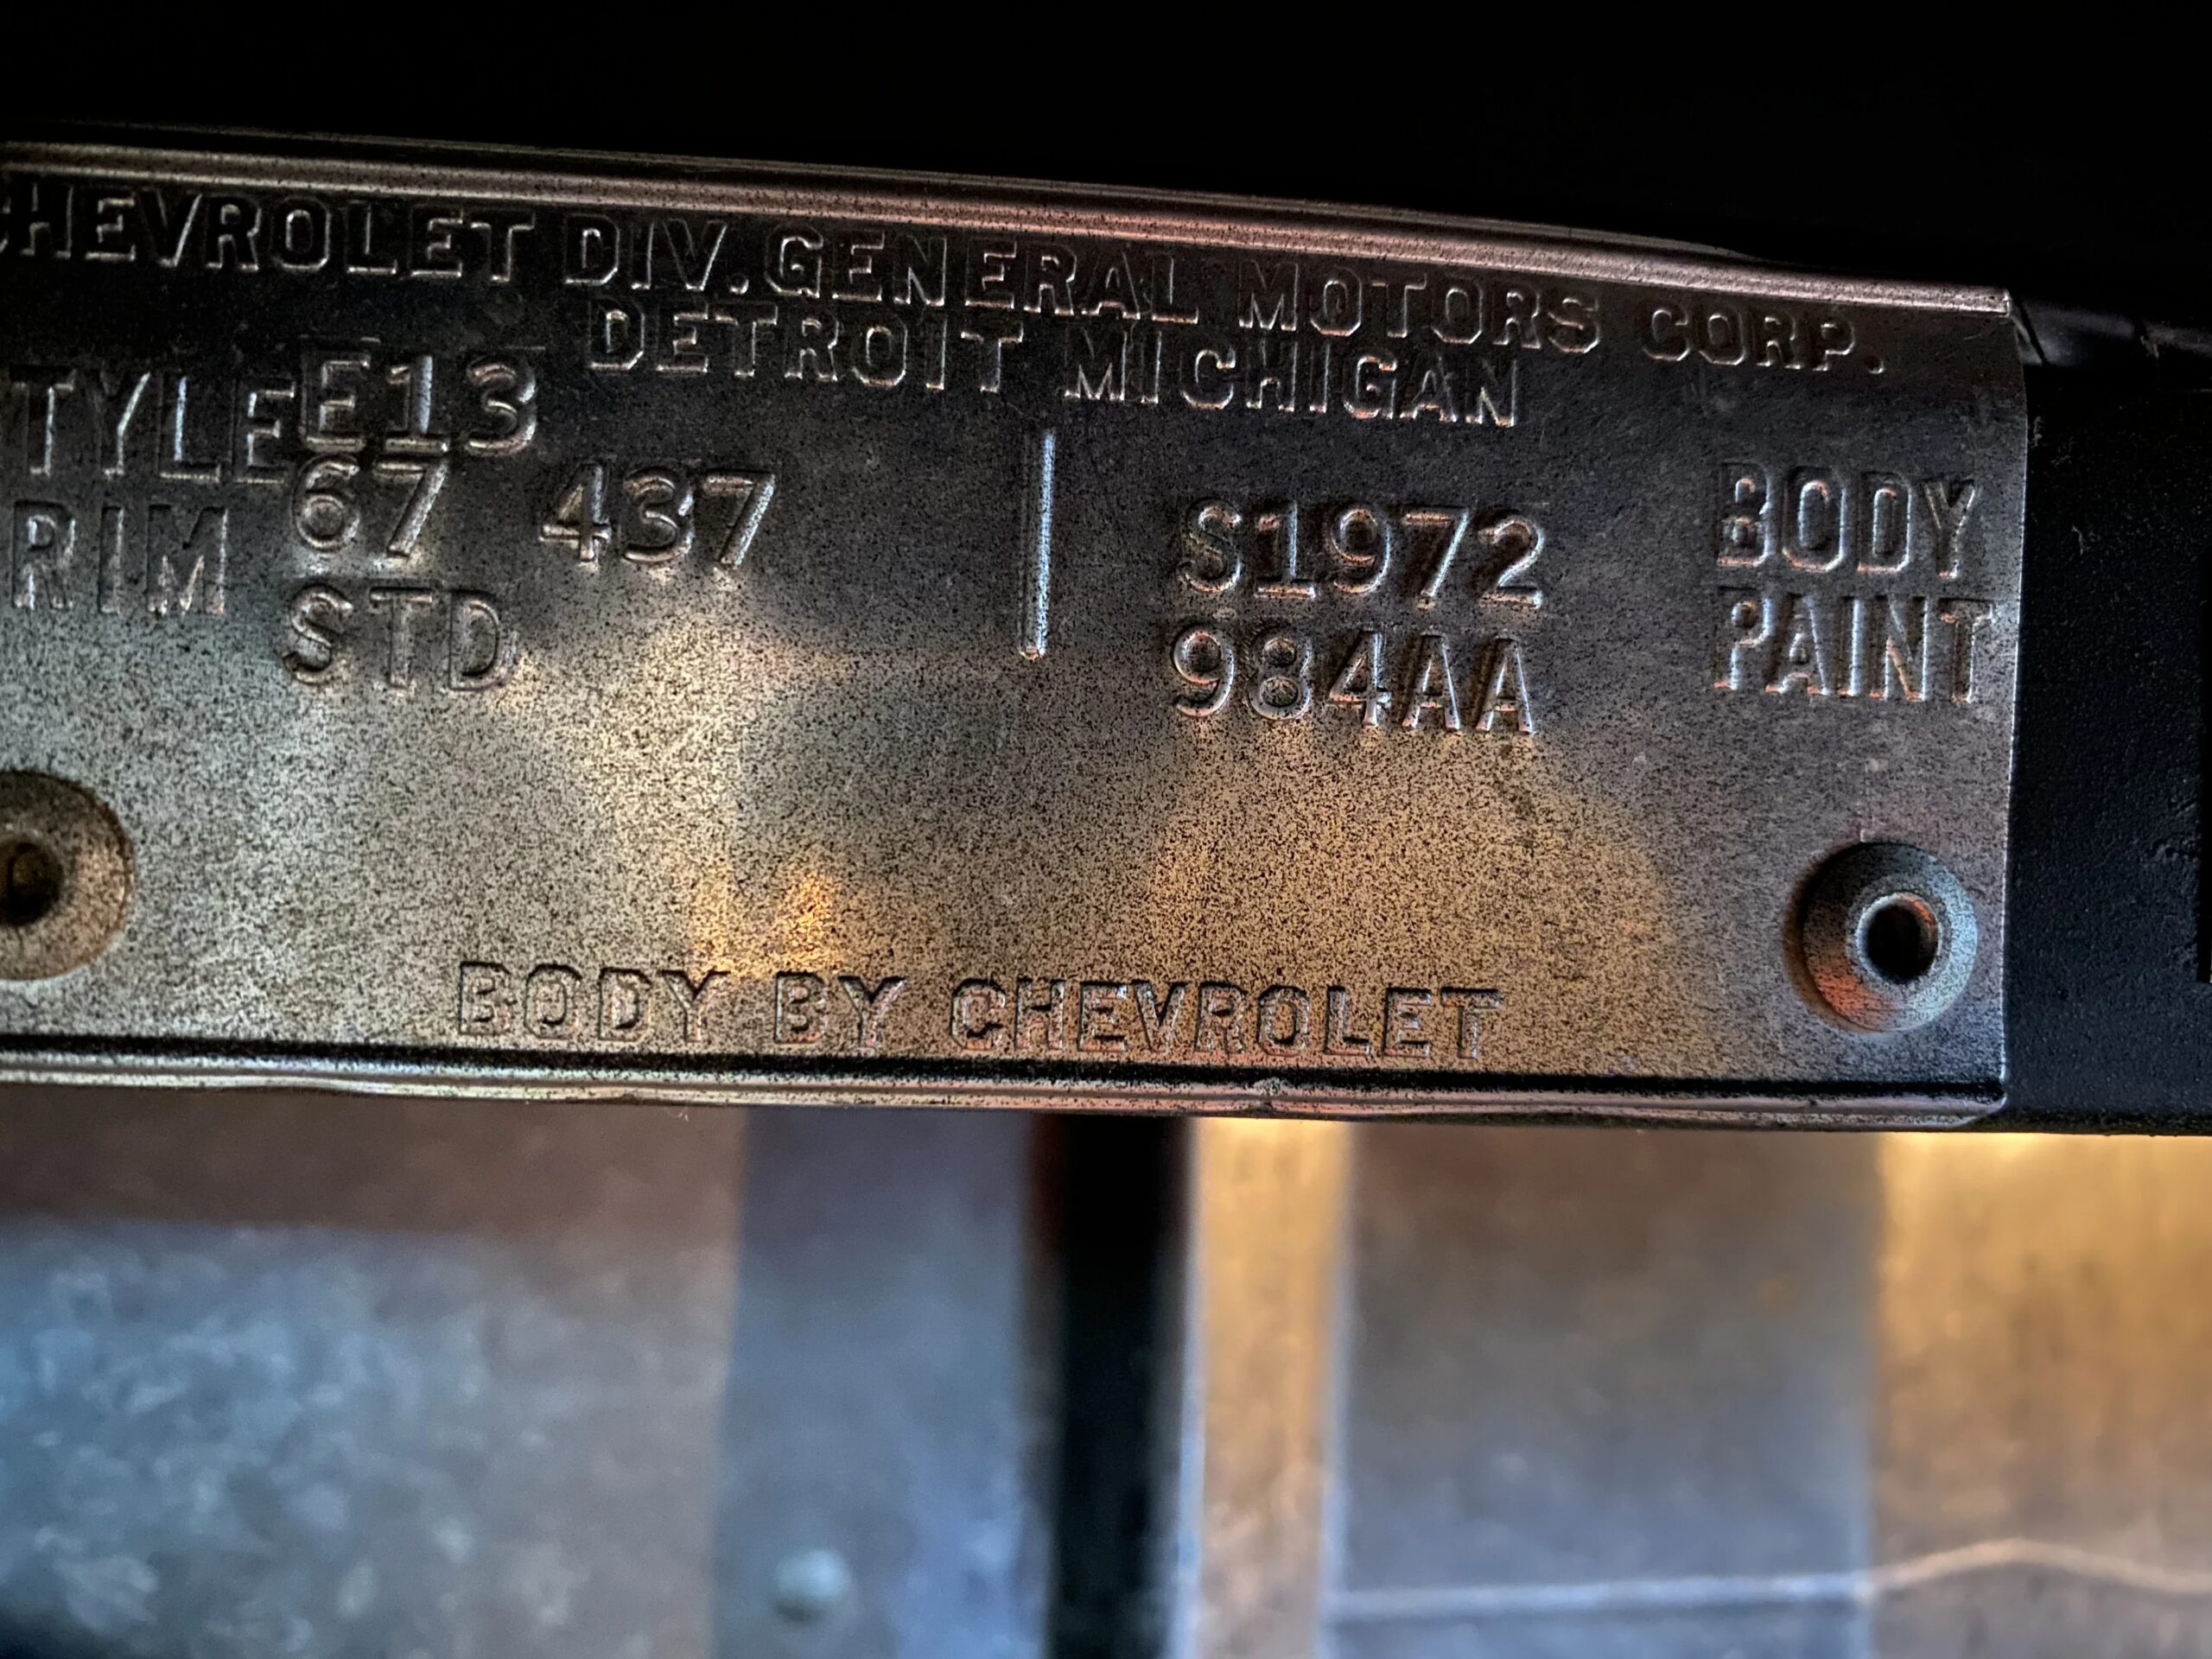 CHEVROLET DIV. GENERAL MOTORS CORP.
DETROIT MICHIGAN
TYLE E13
67 437 S1972 BODY
RIM STD 984AA PAINT
BODY BY CHEVROLET